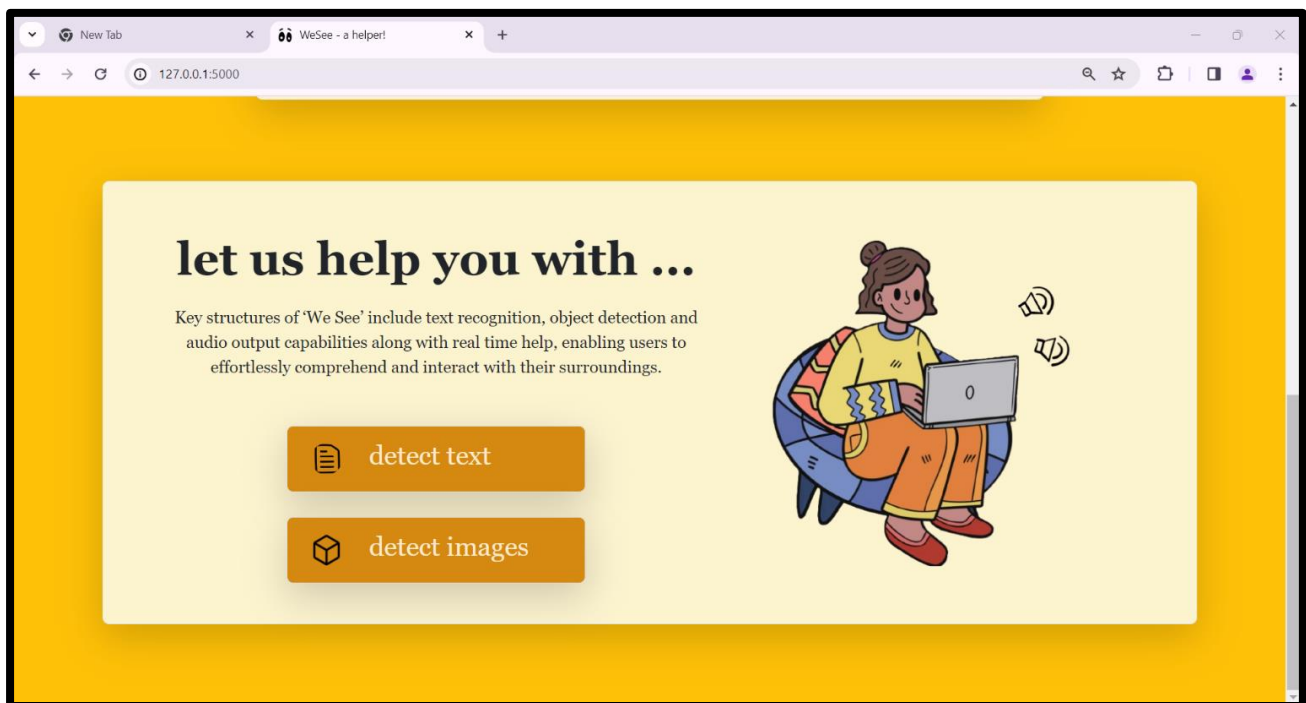 New Tab
WeSee - a helper!
127.0.0.1:5000
let us help you with ...
Key structures of ‘We See’ include text recognition, object detection and
audio output capabilities along with real time help, enabling users to
effortlessly comprehend and interact with their surroundings.
detect text
detect images